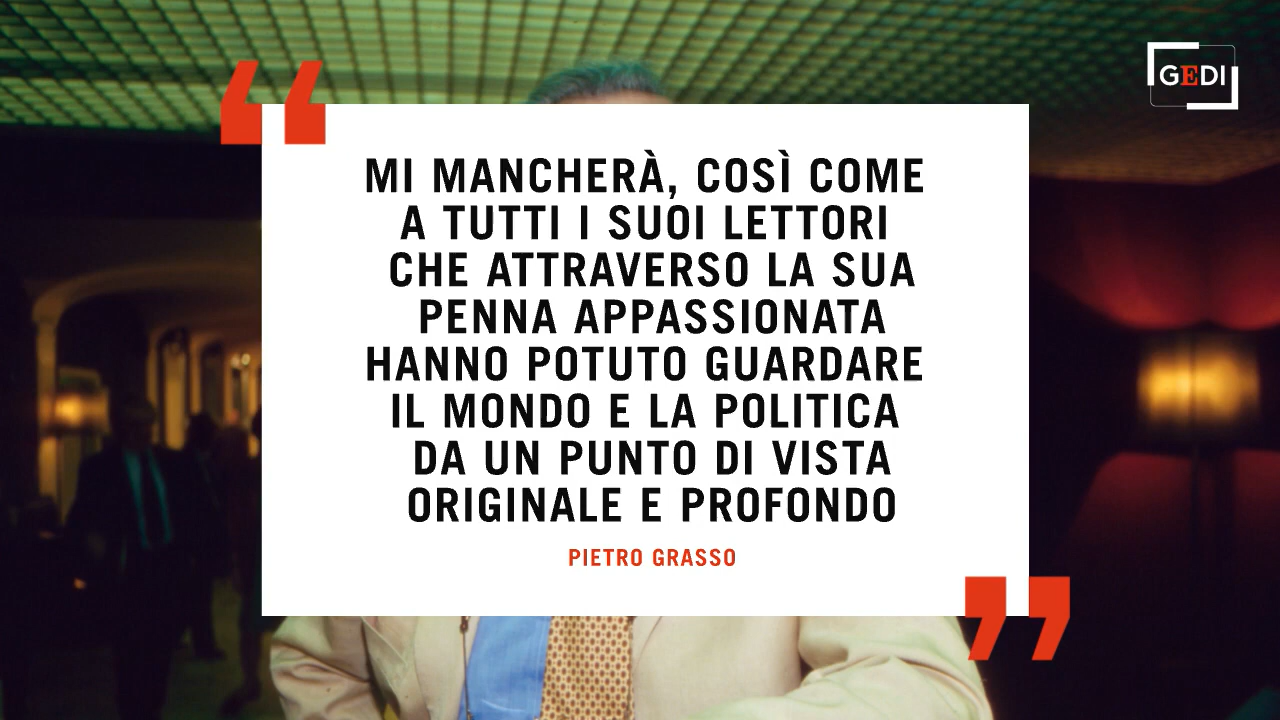 GEDI
MI MANCHERÀ, COSÌ COME
A TUTTI I SUOI LETTORI
CHE ATTRAVERSO LA SUA
PENNA APPASSIONATA
HANNO POTUTO GUARDARE
IL MONDO E LA POLITICA
DA UN PUNTO DI VISTA
ORIGINALE E PROFONDO
PIETRO GRASSO